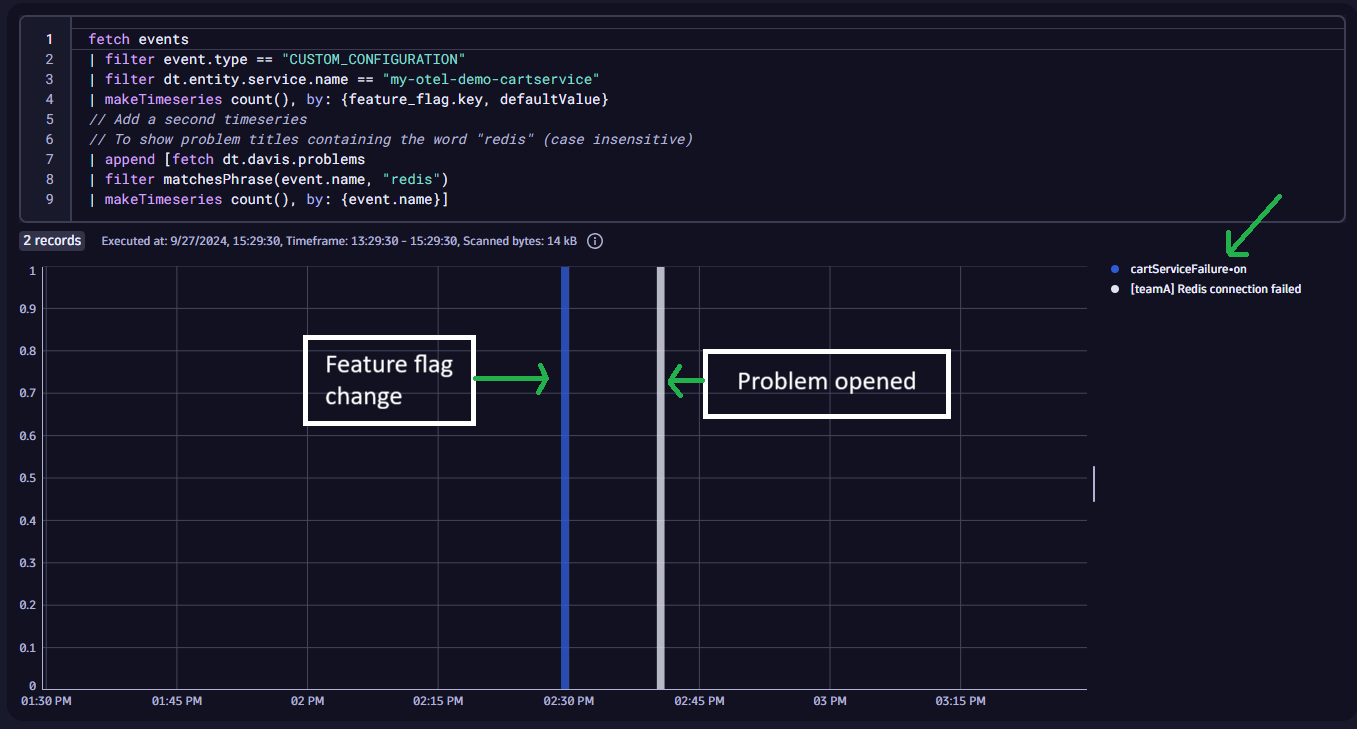 1 fetch events
2 | filter event.type == "CUSTOM_CONFIGURATION"
3 | filter dt.entity.service.name == "my-otel-demo-cartservice"
4 | makeTimeseries count(), by: {feature_flag.key, defaultValue}
5 // Add a second timeseries
6 // To show problem titles containing the word "redis" (case insensitive)
7 | append [fetch dt.davis.problems
8 | filter matchesPhrase(event.name, "redis")
9 | makeTimeseries count(), by: {event.name}]
2 records Executed at: 9/27/2024, 15:29:30, Timeframe: 13:29:30 - 15:29:30, Scanned bytes: 14 kB
cartServiceFailure•on
[teamA] Redis connection failed
1
0.9
0.8
0.7
0.6
0.5
0.4
0.3
0.2
0.1
0
Feature flag
change
Problem opened
01:30 PM 01:45 PM 02 PM 02:15 PM 02:30 PM 02:45 PM 03 PM 03:15 PM